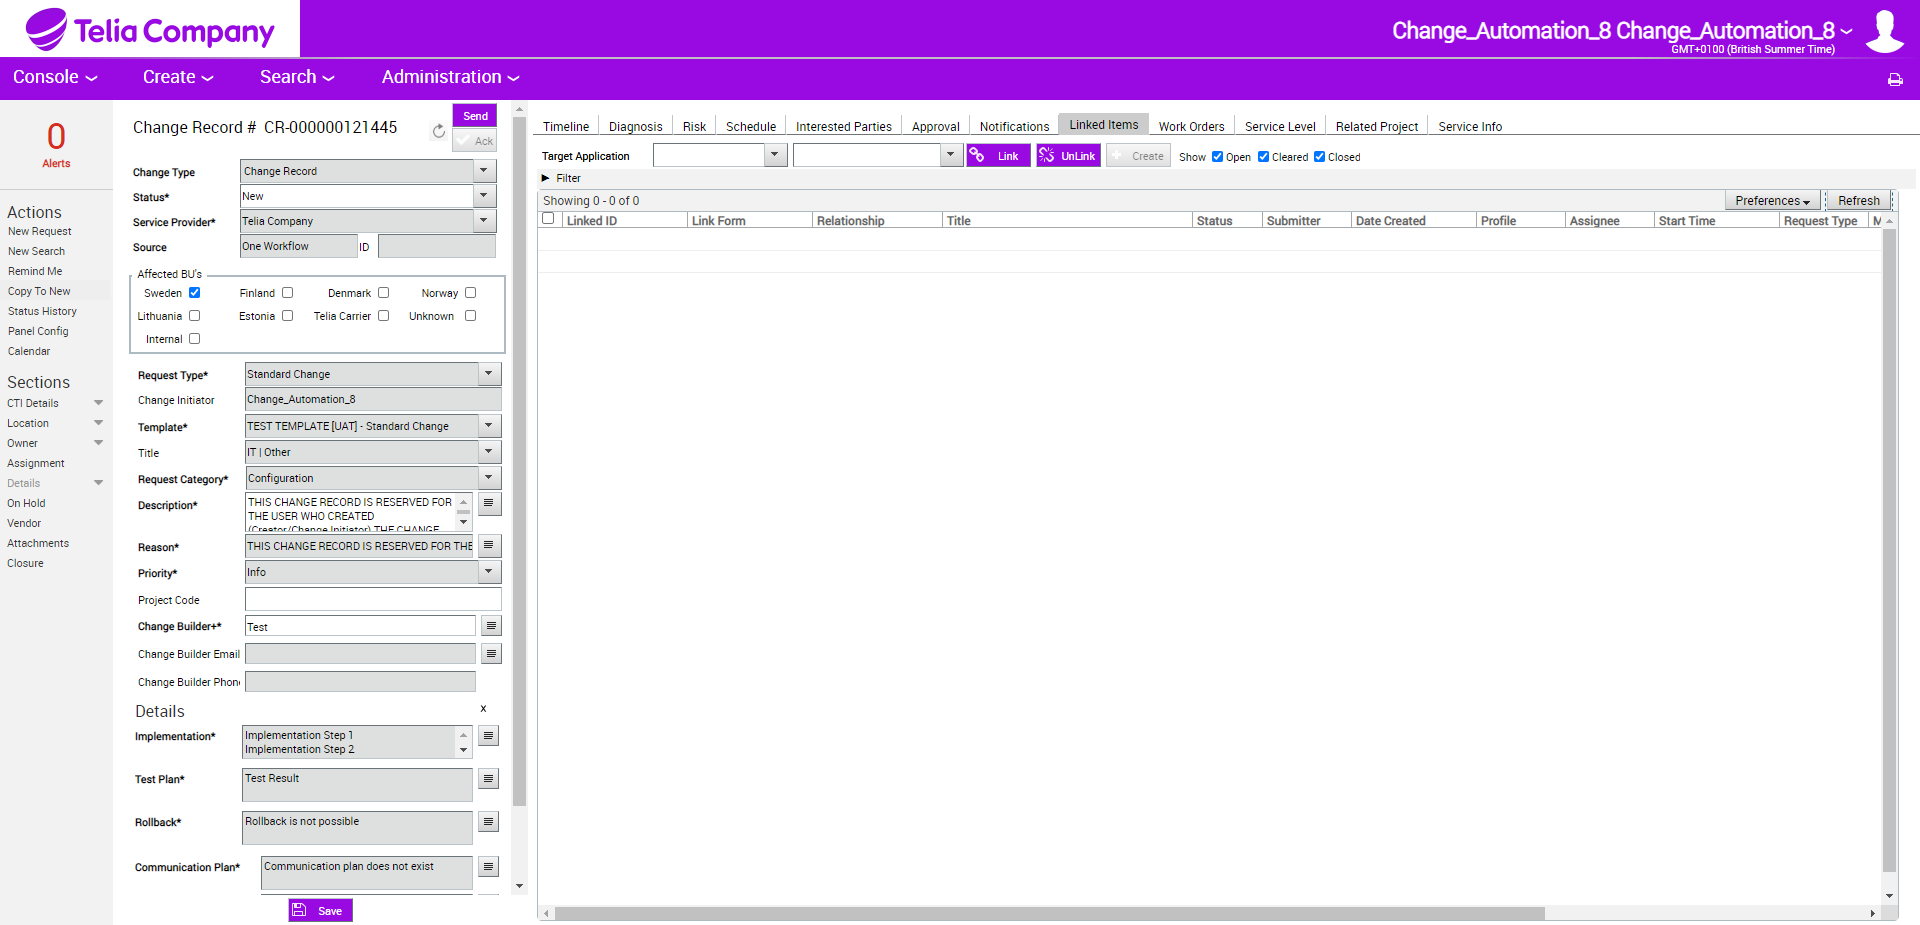 Telia Company
Change_Automation_8 Change_Automation_8
GMT+0100 (British Summer Time)
Console
Create
Search
Administration
0
Alerts
Actions
New Request
New Search
Remind Me
Copy To New
Status History
Panel Config
Calendar
Sections
CTI Details
Location
Owner
Assignment
Details
On Hold
Vendor
Attachments
Closure
Change Record # CR-000000121445
Send
Ack
Change Type Change Record
Status* New
Service Provider* Telia Company
Source One Workflow ID
Affected BU's
Sweden Finland Denmark Norway
Lithuania Estonia Telia Carrier Unknown
Internal
Request Type* Standard Change
Change Initiator Change_Automation_8
Template* TEST TEMPLATE [UAT] - Standard Change
Title IT | Other
Request Category* Configuration
Description* THIS CHANGE RECORD IS RESERVED FOR
THE USER WHO CREATED
(Creator/Change Initiator) THE CHANGE
Reason* THIS CHANGE RECORD IS RESERVED FOR THE
Priority* Info
Project Code
Change Builder+* Test
Change Builder Email
Change Builder Phon
Details x
Implementation* Implementation Step 1
Implementation Step 2
Test Plan* Test Result
Rollback* Rollback is not possible
Communication Plan* Communication plan does not exist
Save
Timeline Diagnosis Risk Schedule Interested Parties Approval Notifications Linked Items Work Orders Service Level Related Project Service Info
Target Application Link UnLink Create Show Open Cleared Closed
Filter
Showing 0 - 0 of 0 Preferences Refresh
Linked ID Link Form Relationship Title Status Submitter Date Created Profile Assignee Start Time Request Type M